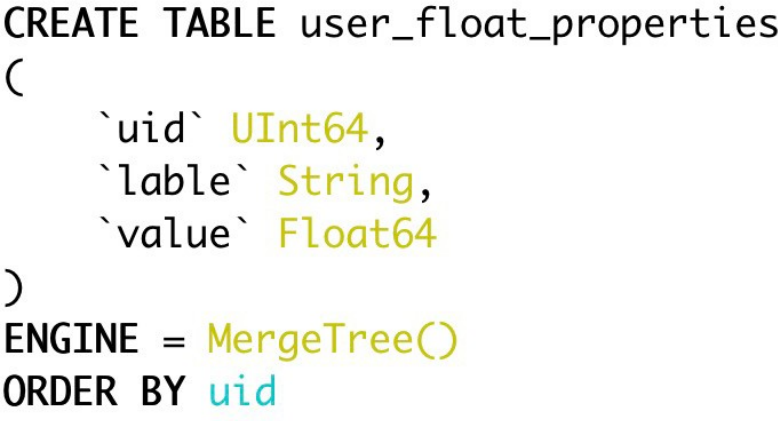 CREATE TABLE user_float_properties
(
    `uid` UInt64,
    `lable` String,
    `value` Float64
)
ENGINE = MergeTree()
ORDER BY uid